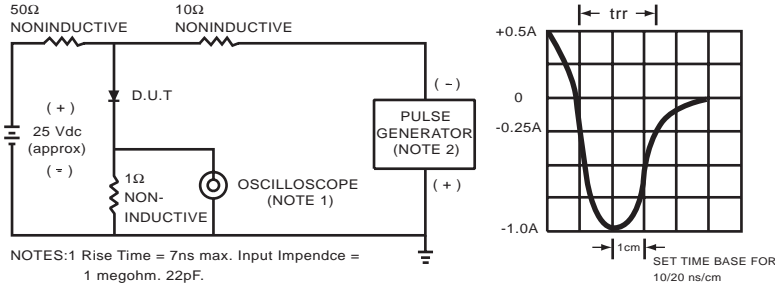 50Ω
NONINDUCTIVE
10Ω
NONINDUCTIVE
D.U.T
(+)
25 Vdc
(approx)
(-)
1Ω
NON-
INDUCTIVE
OSCILLOSCOPE
(NOTE 1)
(-)
PULSE
GENERATOR
(NOTE 2)
(+)
NOTES:1 Rise Time = 7ns max. Input Impendce =
1 megohm. 22pF.
trr
+0.5A
0
-0.25A
-1.0A
1cm
SET TIME BASE FOR
10/20 ns/cm